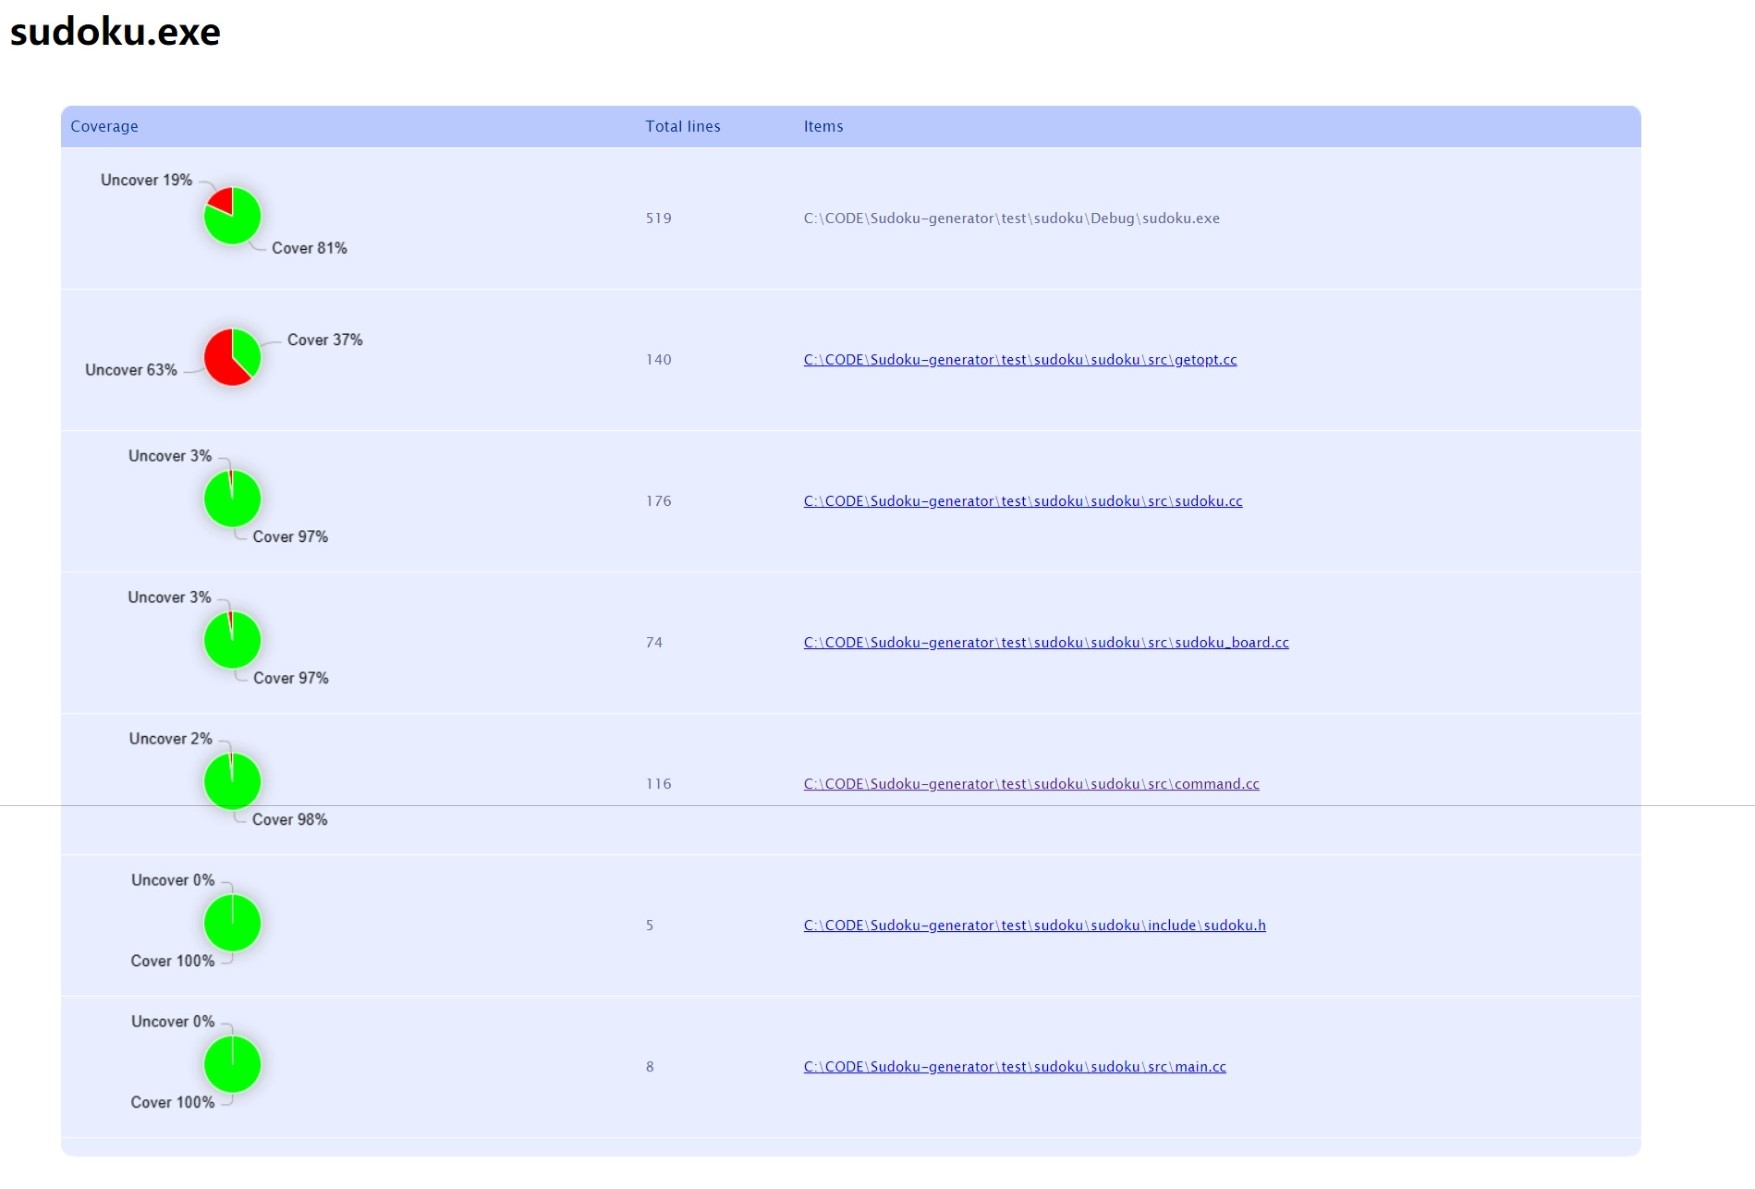 sudoku.exe
Coverage Total lines Items
Uncover 19%
519 C:\CODE\Sudoku-generator\test\sudoku\Debug\sudoku.exe
Cover 81%
Cover 37%
140 C:\CODE\Sudoku-generator\test\sudoku\sudoku\src\getopt.cc
Uncover 63%
Uncover 3%
176 C:\CODE\Sudoku-generator\test\sudoku\sudoku\src\sudoku.cc
Cover 97%
Uncover 3%
74 C:\CODE\Sudoku-generator\test\sudoku\sudoku\src\sudoku_board.cc
Cover 97%
Uncover 2%
116 C:\CODE\Sudoku-generator\test\sudoku\sudoku\src\command.cc
Cover 98%
Uncover 0%
5 C:\CODE\Sudoku-generator\test\sudoku\sudoku\include\sudoku.h
Cover 100%
Uncover 0%
8 C:\CODE\Sudoku-generator\test\sudoku\sudoku\src\main.cc
Cover 100%